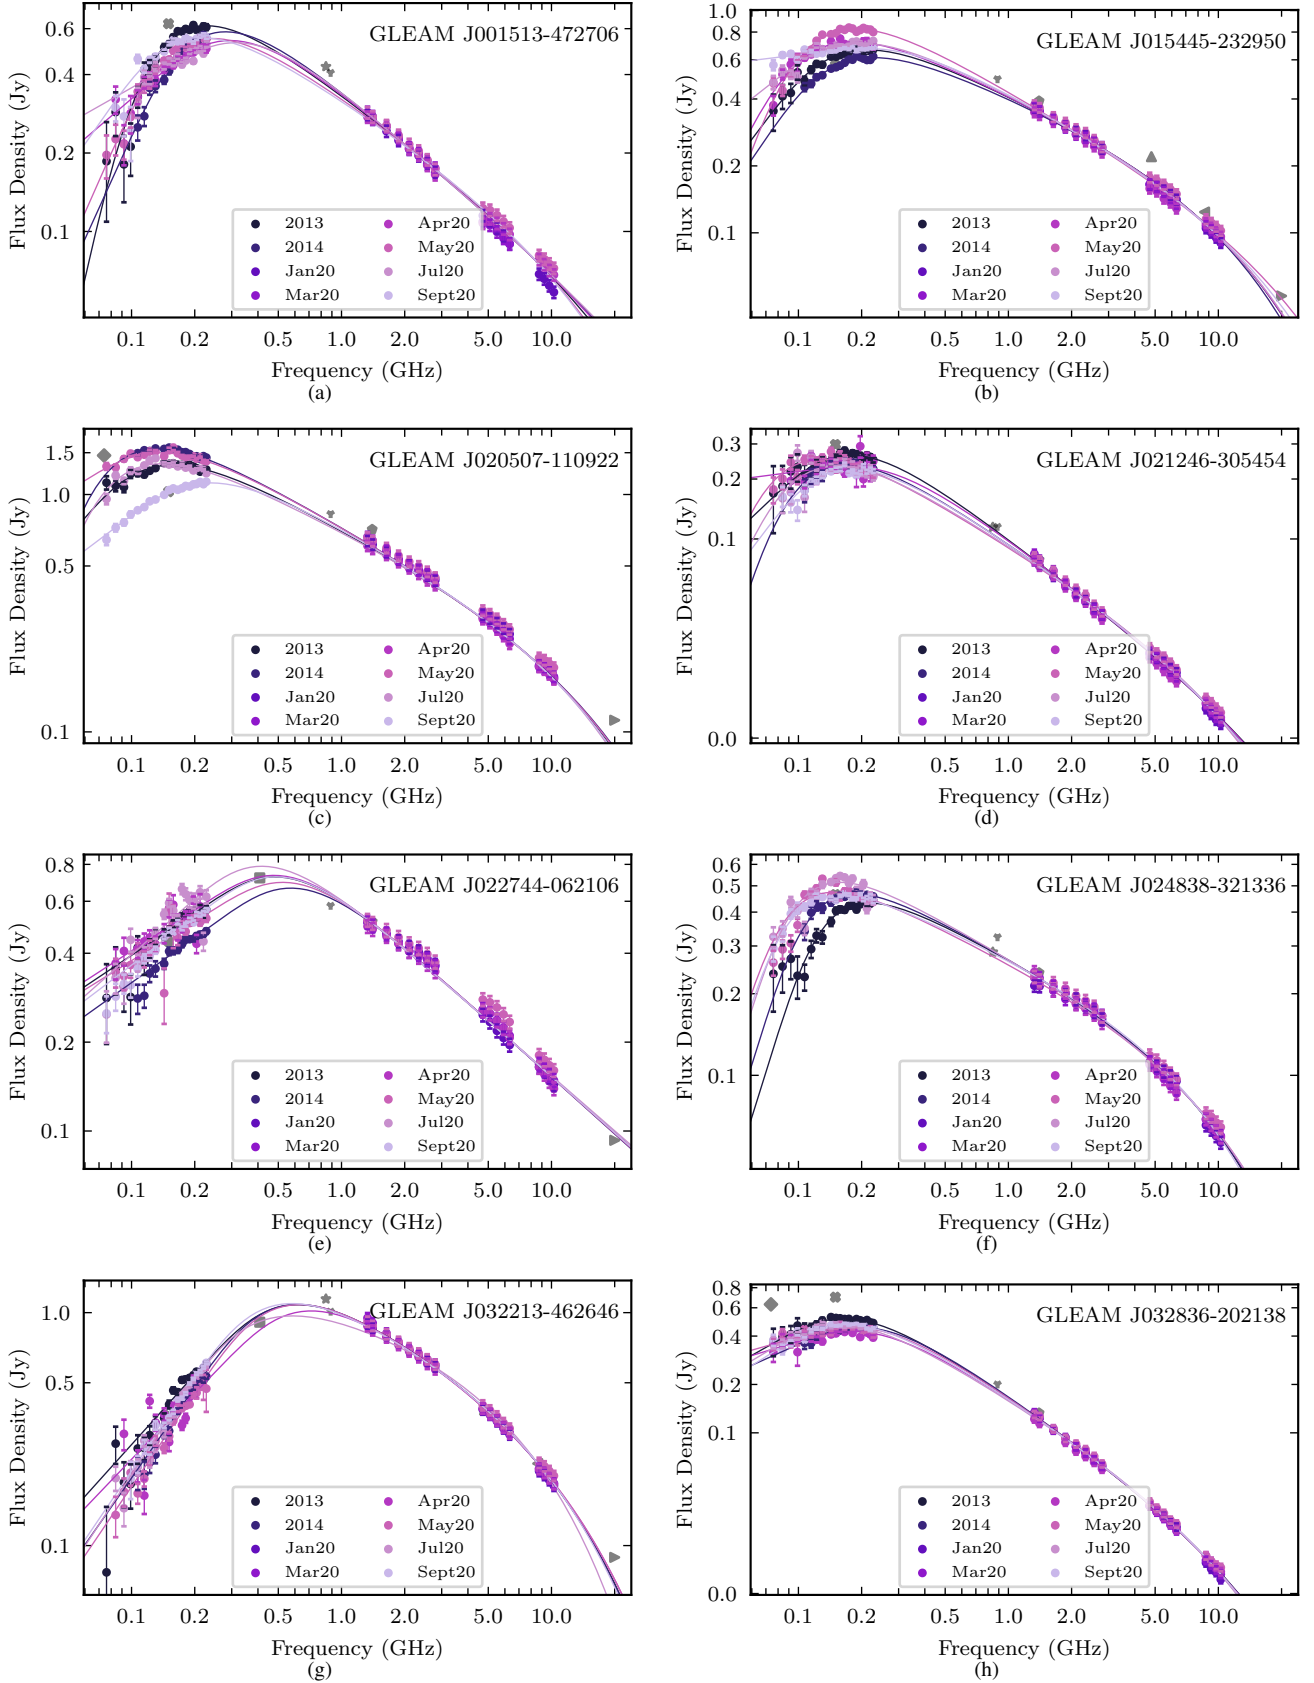 GLEAM J001513-472706
Flux Density (Jy)
0.6
0.4
0.2
0.1
2013
2014
Jan20
Mar20
Apr20
May20
Jul20
Sept20
0.1 0.2 0.5 1.0 2.0 5.0 10.0
Frequency (GHz)
(a)
GLEAM J015445-232950
Flux Density (Jy)
1.0
0.8
0.6
0.4
0.2
0.1
2013
2014
Jan20
Mar20
Apr20
May20
Jul20
Sept20
0.1 0.2 0.5 1.0 2.0 5.0 10.0
Frequency (GHz)
(b)
GLEAM J020507-110922
Flux Density (Jy)
1.5
1.0
0.5
0.1
2013
2014
Jan20
Mar20
Apr20
May20
Jul20
Sept20
0.1 0.2 0.5 1.0 2.0 5.0 10.0
Frequency (GHz)
(c)
GLEAM J021246-305454
Flux Density (Jy)
0.3
0.2
0.1
0.0
2013
2014
Jan20
Mar20
Apr20
May20
Jul20
Sept20
0.1 0.2 0.5 1.0 2.0 5.0 10.0
Frequency (GHz)
(d)
GLEAM J022744-062106
Flux Density (Jy)
0.8
0.6
0.4
0.2
0.1
2013
2014
Jan20
Mar20
Apr20
May20
Jul20
Sept20
0.1 0.2 0.5 1.0 2.0 5.0 10.0
Frequency (GHz)
(e)
GLEAM J024838-321336
Flux Density (Jy)
0.6
0.5
0.4
0.3
0.2
0.1
2013
2014
Jan20
Mar20
Apr20
May20
Jul20
Sept20
0.1 0.2 0.5 1.0 2.0 5.0 10.0
Frequency (GHz)
(f)
GLEAM J032213-462646
Flux Density (Jy)
1.0
0.5
0.1
2013
2014
Jan20
Mar20
Apr20
May20
Jul20
Sept20
0.1 0.2 0.5 1.0 2.0 5.0 10.0
Frequency (GHz)
(g)
GLEAM J032836-202138
Flux Density (Jy)
0.8
0.6
0.4
0.2
0.1
0.0
2013
2014
Jan20
Mar20
Apr20
May20
Jul20
Sept20
0.1 0.2 0.5 1.0 2.0 5.0 10.0
Frequency (GHz)
(h)